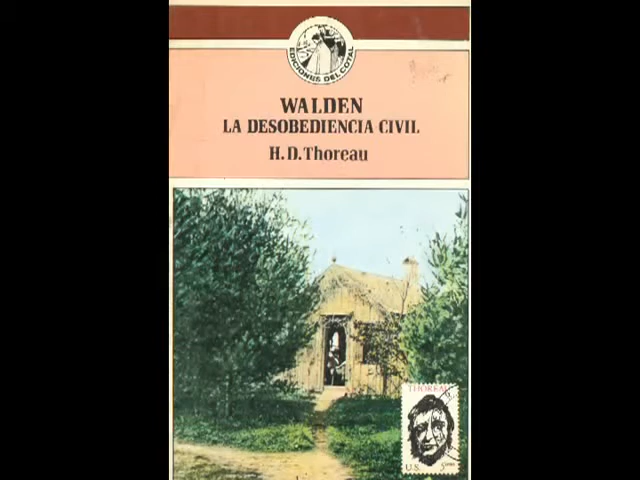 EDICIONES DEL COTAL
WALDEN
LA DESOBEDIENCIA CIVIL
H.D.Thoreau
THOREAU
U.S.